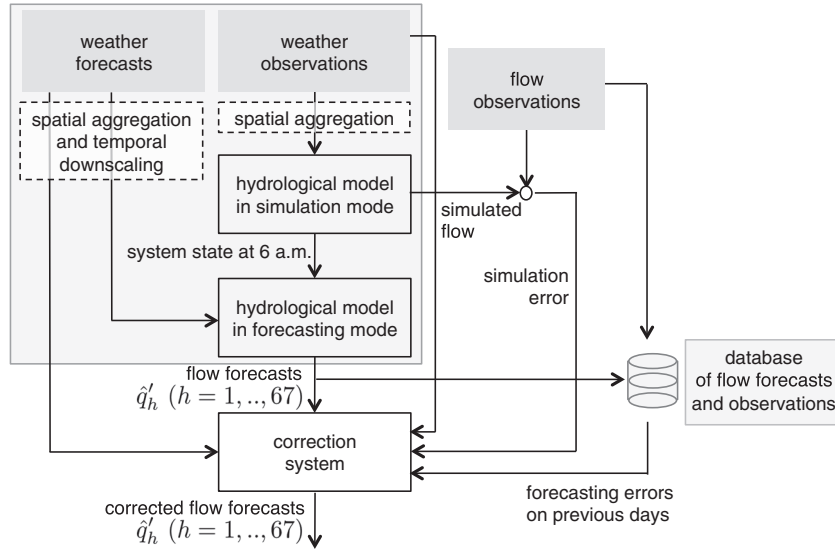 weather
forecasts
weather
observations
flow
observations
spatial aggregation
and temporal
downscaling
spatial aggregation
hydrological model
in simulation mode
simulated
flow
system state at 6 a.m.
simulation
error
hydrological model
in forecasting mode
database
of flow forecasts
and observations
flow forecasts
q̂′_h (h = 1, .., 67)
correction
system
forecasting errors
on previous days
corrected flow forecasts
q̂′_h (h = 1, .., 67)